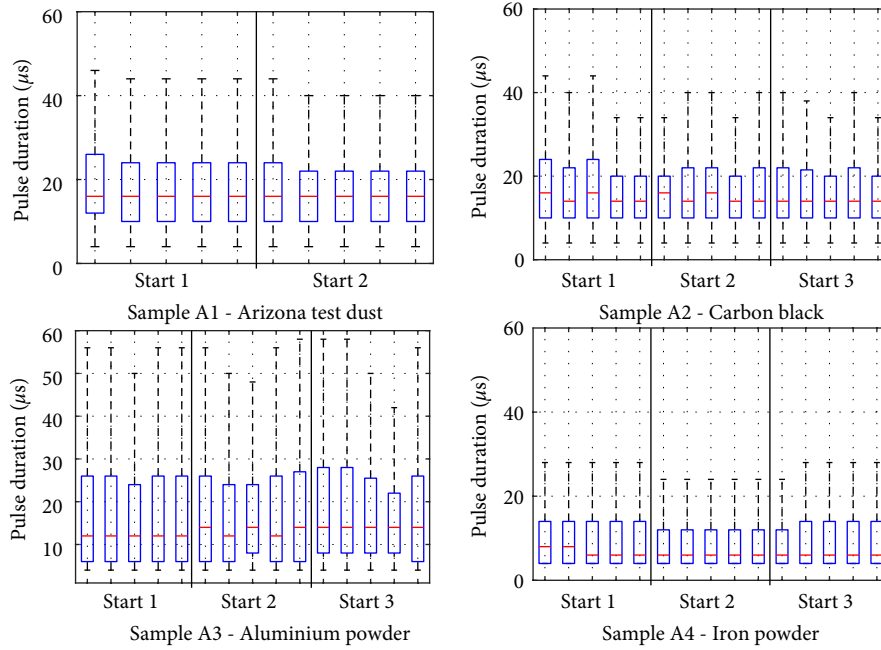 60
40
20
0
Pulse duration (μs)
Start 1
Start 2
Sample A1 - Arizona test dust
60
40
20
0
Pulse duration (μs)
Start 1
Start 2
Start 3
Sample A2 - Carbon black
60
50
40
30
20
10
Pulse duration (μs)
Start 1
Start 2
Start 3
Sample A3 - Aluminium powder
60
40
20
0
Pulse duration (μs)
Start 1
Start 2
Start 3
Sample A4 - Iron powder